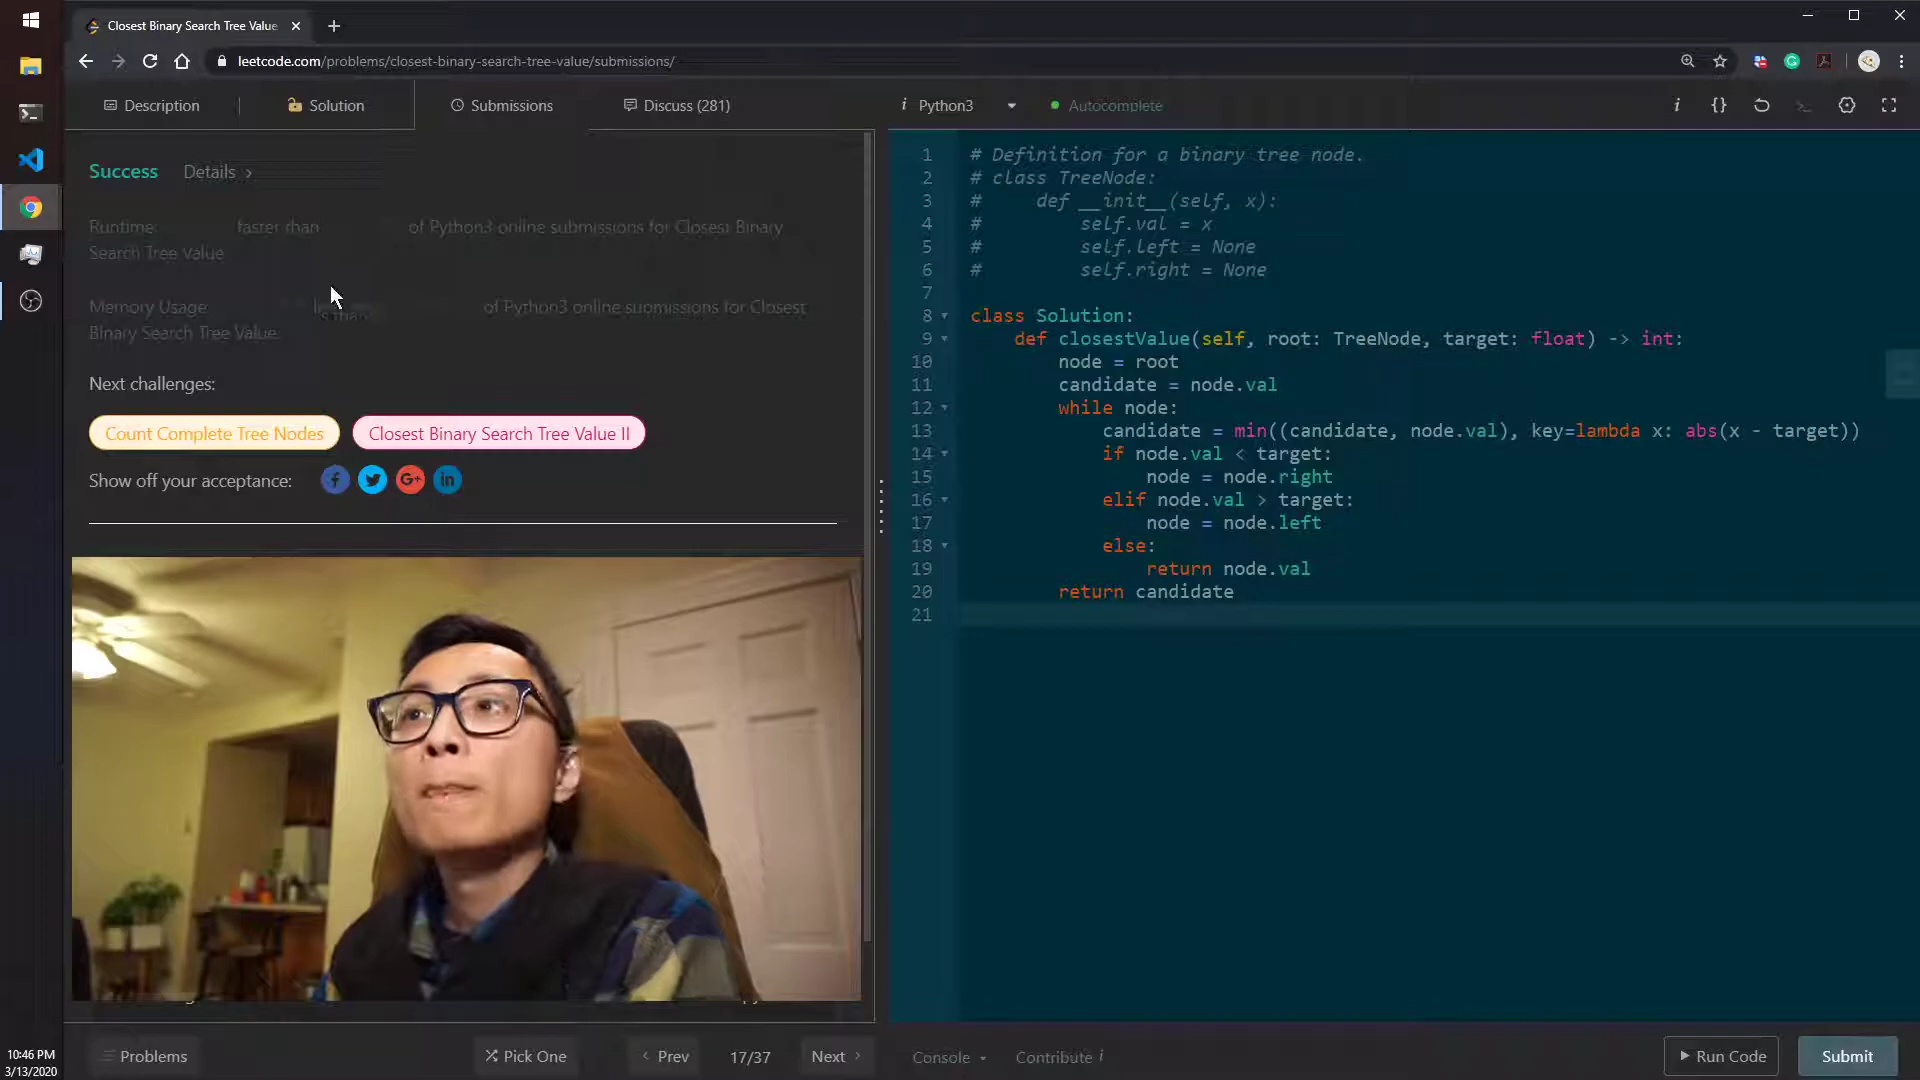 Closest Binary Search Tree Value
leetcode.com/problems/closest-binary-search-tree-value/submissions/
Description
Solution
Submissions
Discuss (281)
i Python3
Autocomplete
i {}
Success Details >
Runtime: faster than of Python3 online submissions for Closest Binary
Search Tree Value
Memory Usage of Python3 online submissions for Closest
Binary Search Tree Value.
Next challenges:
Count Complete Tree Nodes
Closest Binary Search Tree Value II
Show off your acceptance:
1 # Definition for a binary tree node.
2 # class TreeNode:
3 #     def __init__(self, x):
4 #         self.val = x
5 #         self.left = None
6 #         self.right = None
7
8 class Solution:
9     def closestValue(self, root: TreeNode, target: float) -> int:
10         node = root
11         candidate = node.val
12         while node:
13             candidate = min((candidate, node.val), key=lambda x: abs(x - target))
14             if node.val < target:
15                 node = node.right
16             elif node.val > target:
17                 node = node.left
18             else:
19                 return node.val
20         return candidate
21
Problems
Pick One
< Prev
17/37
Next >
Console
Contribute i
Run Code
Submit
10:46 PM
3/13/2020